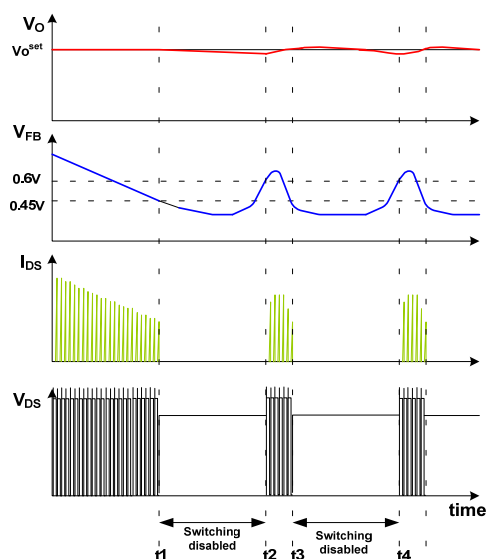 VO
Voset
VFB
0.6V
0.45V
IDS
VDS
time
Switching
disabled
Switching
disabled
t1
t2
t3
t4